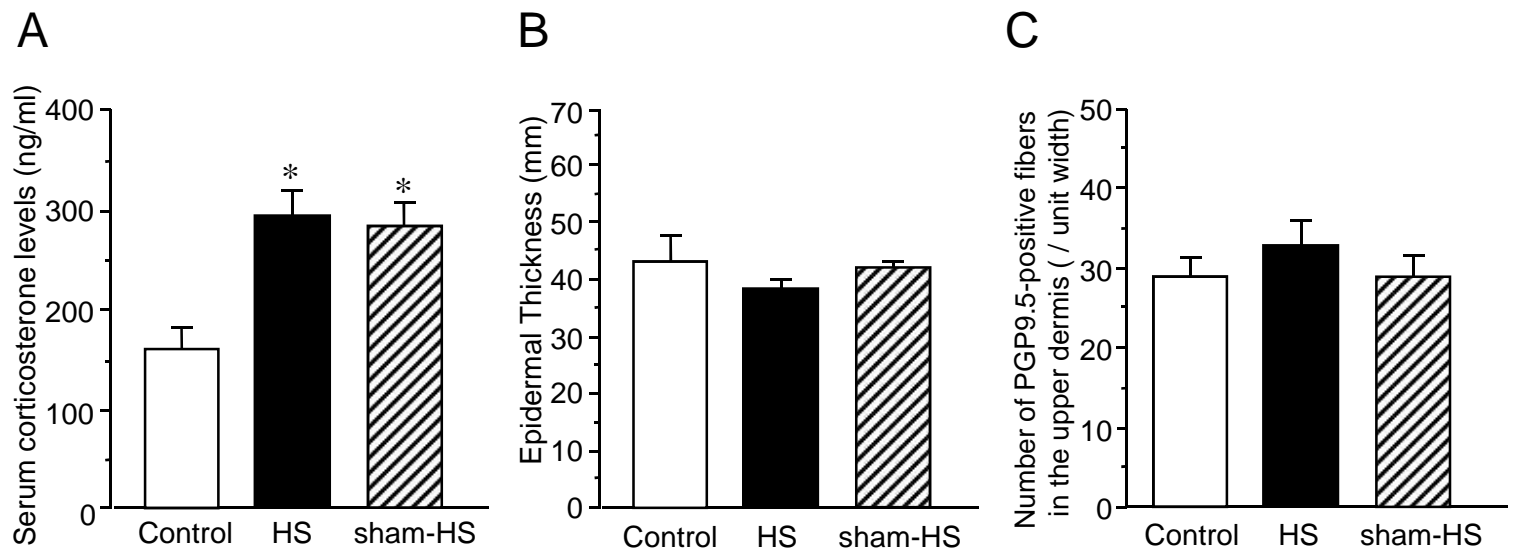 A
Serum corticosterone levels (ng/ml)
400
300
200
100
0
*
*
Control
HS
sham-HS
B
Epidermal Thickness (mm)
70
60
50
40
30
20
10
0
Control
HS
sham-HS
C
Number of PGP9.5-positive fibers
in the upper dermis ( / unit width)
50
40
30
20
10
0
Control
HS
sham-HS